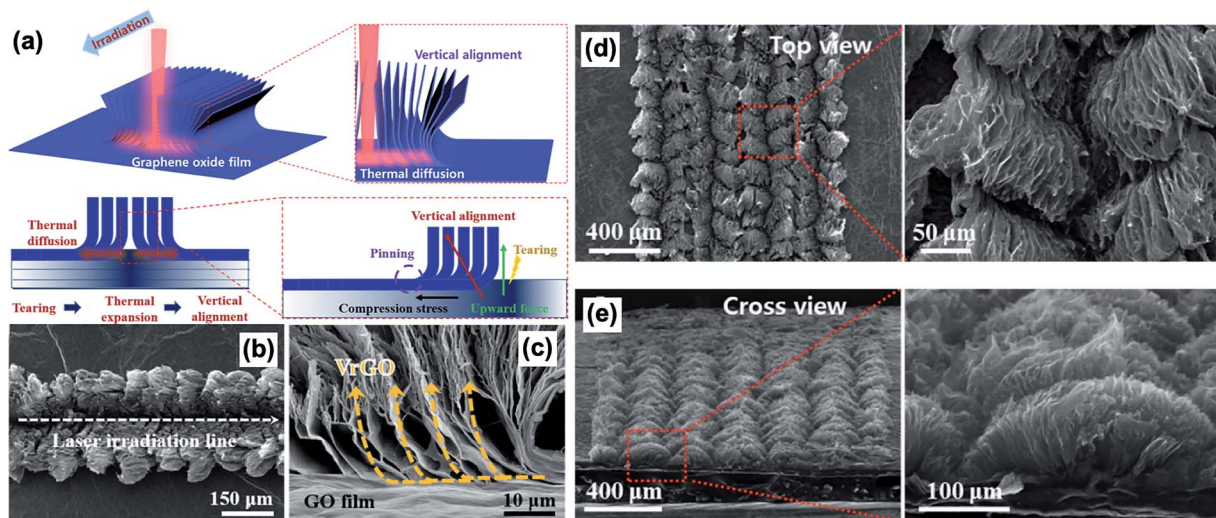 (a)
Irradiation
Graphene oxide film
Vertical alignment
Thermal diffusion
Thermal
diffusion
Tearing
Thermal
expansion
Vertical
alignment
Vertical alignment
Pinning
Tearing
Compression stress
Upward force
(b)
Laser irradiation line
150 μm
(c)
VrGO
GO film
10 μm
(d)
Top view
400 μm
50 μm
(e)
Cross view
400 μm
100 μm